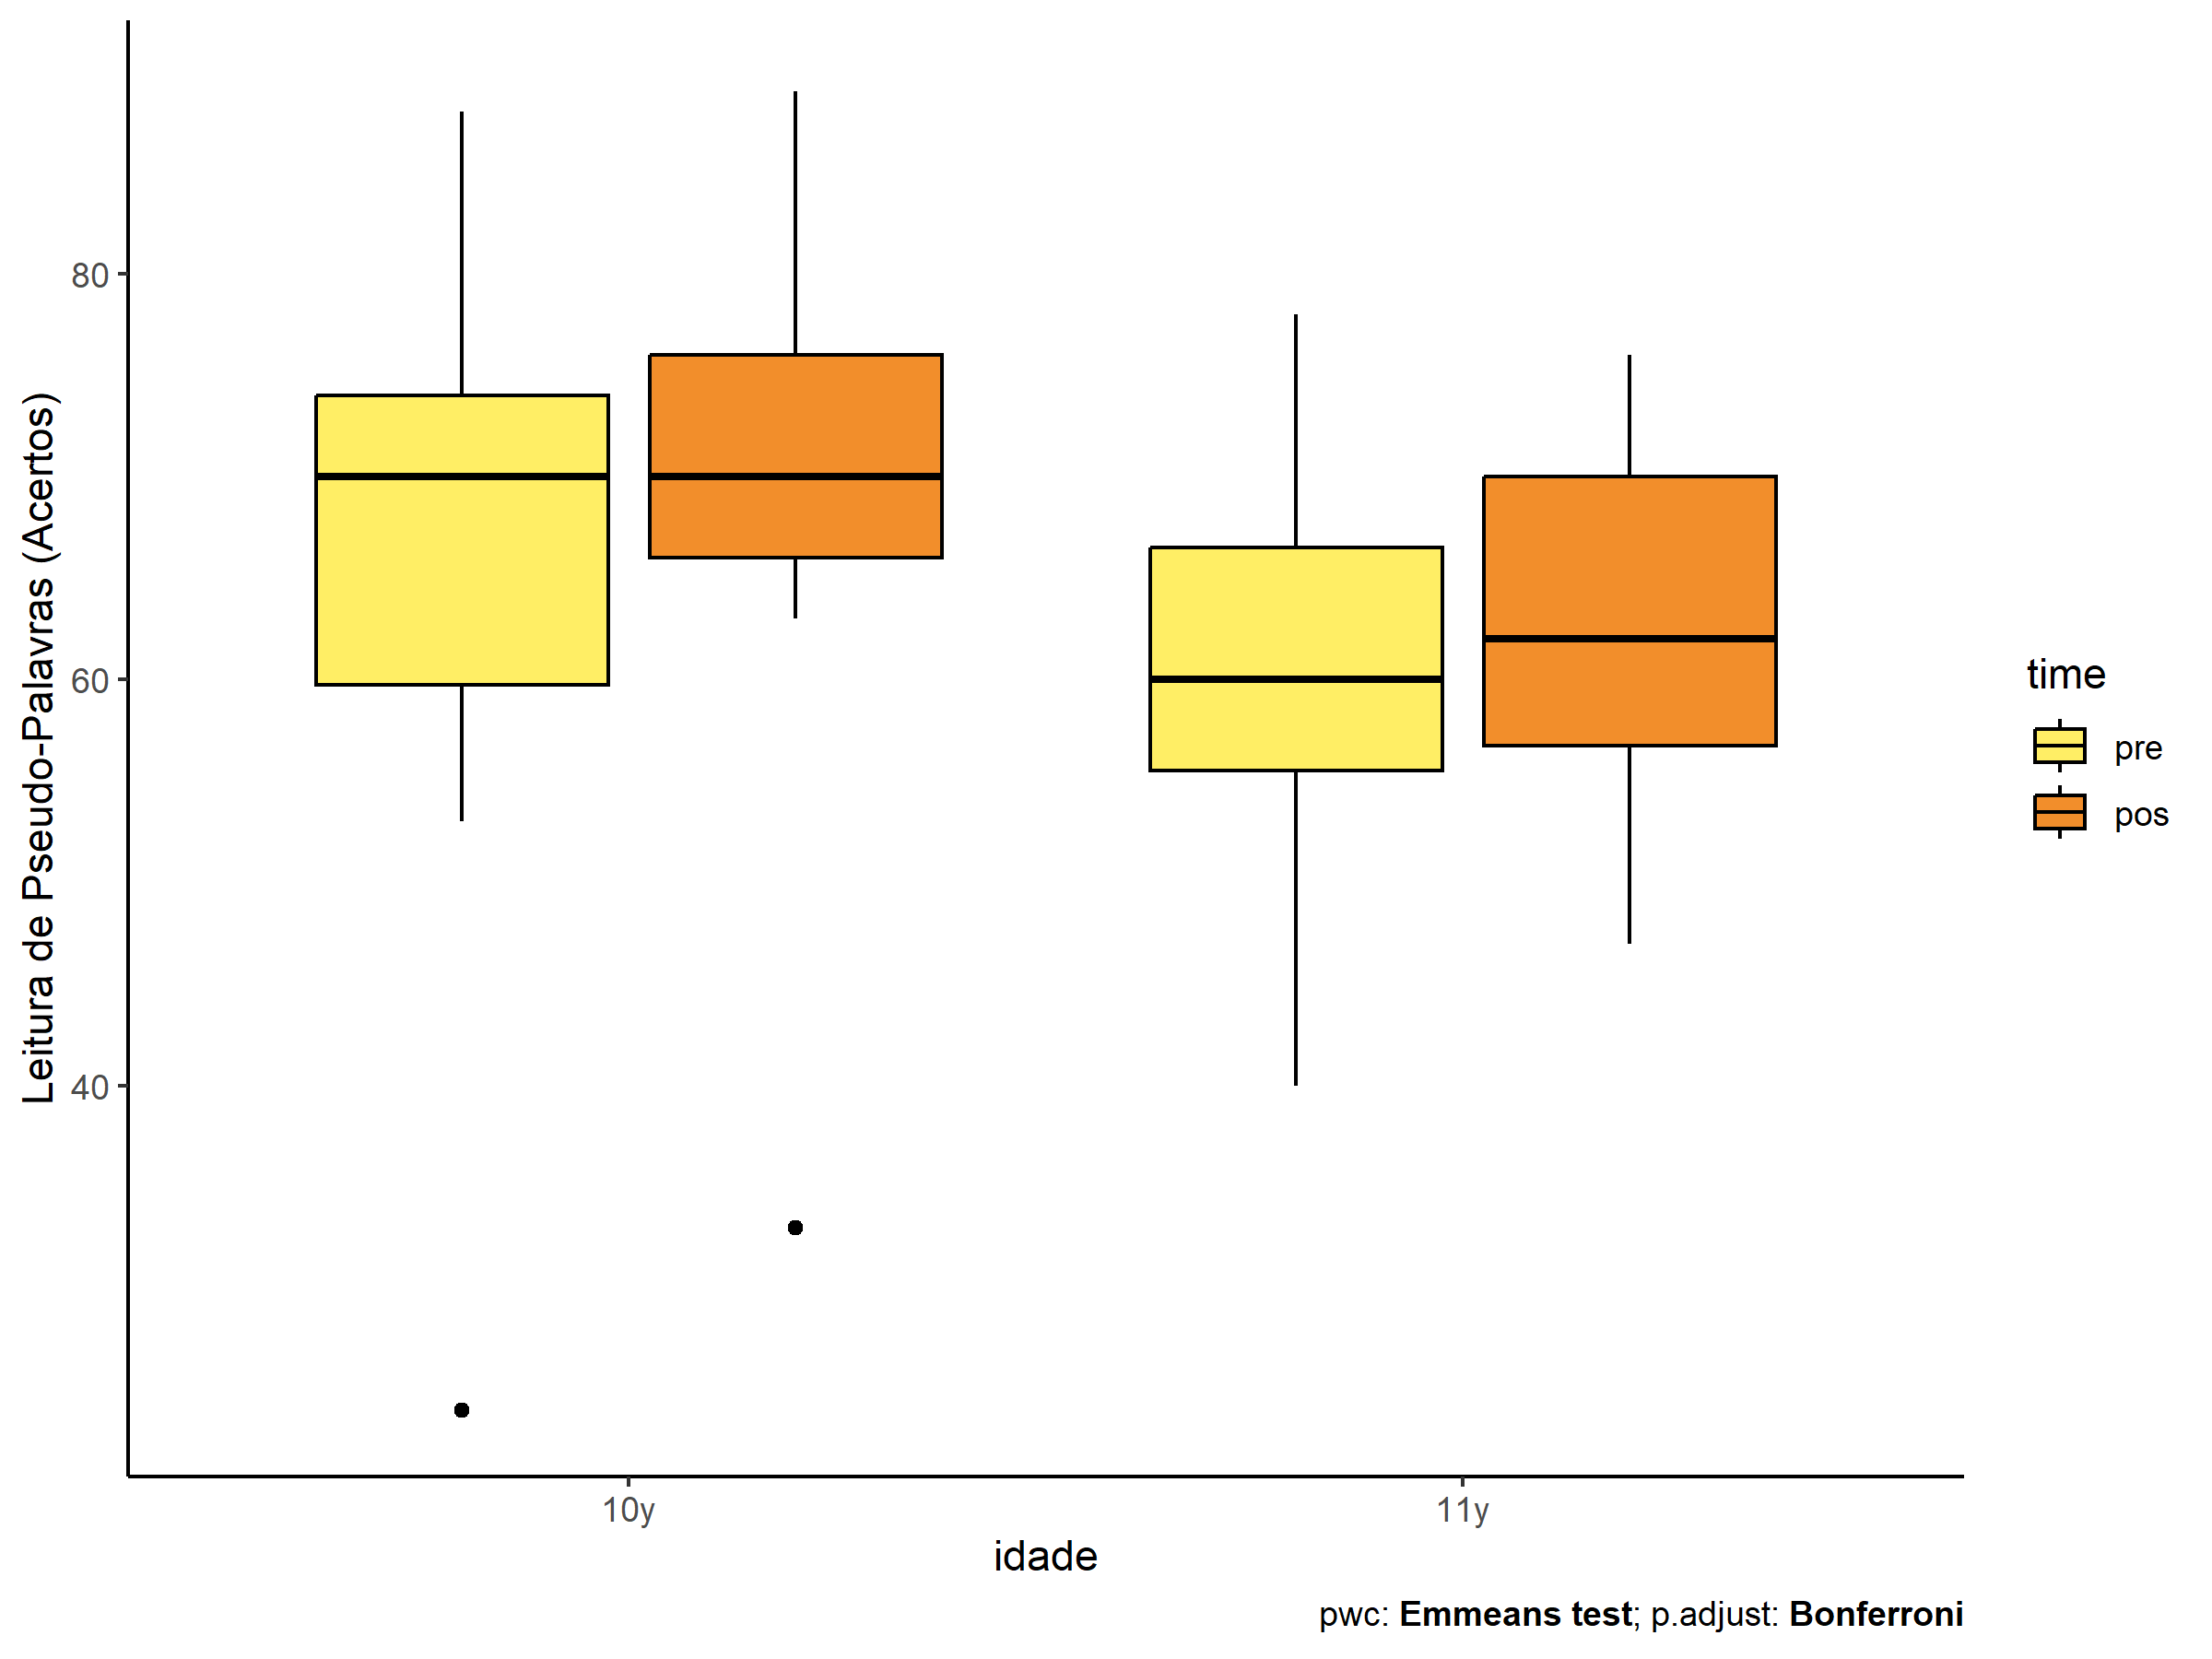 Leitura de Pseudo-Palavras (Acertos)
80
60
40
10y
11y
idade
time
pre
pos
pwc: Emmeans test; p.adjust: Bonferroni